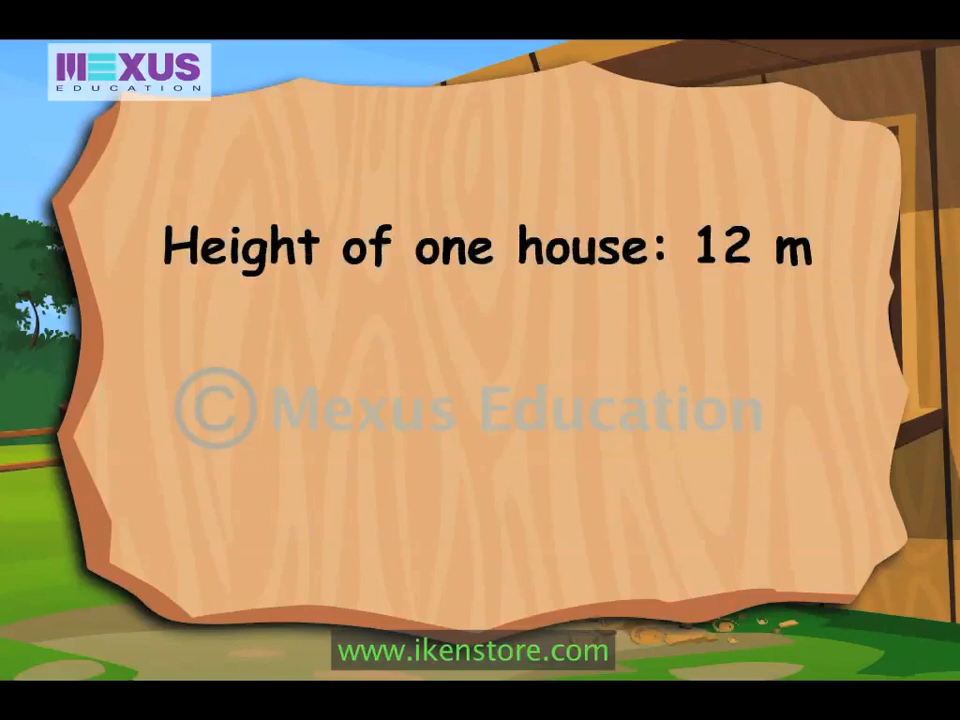 MEXUS
EDUCATION
Height of one house: 12 m
© Mexus Education
www.ikenstore.com